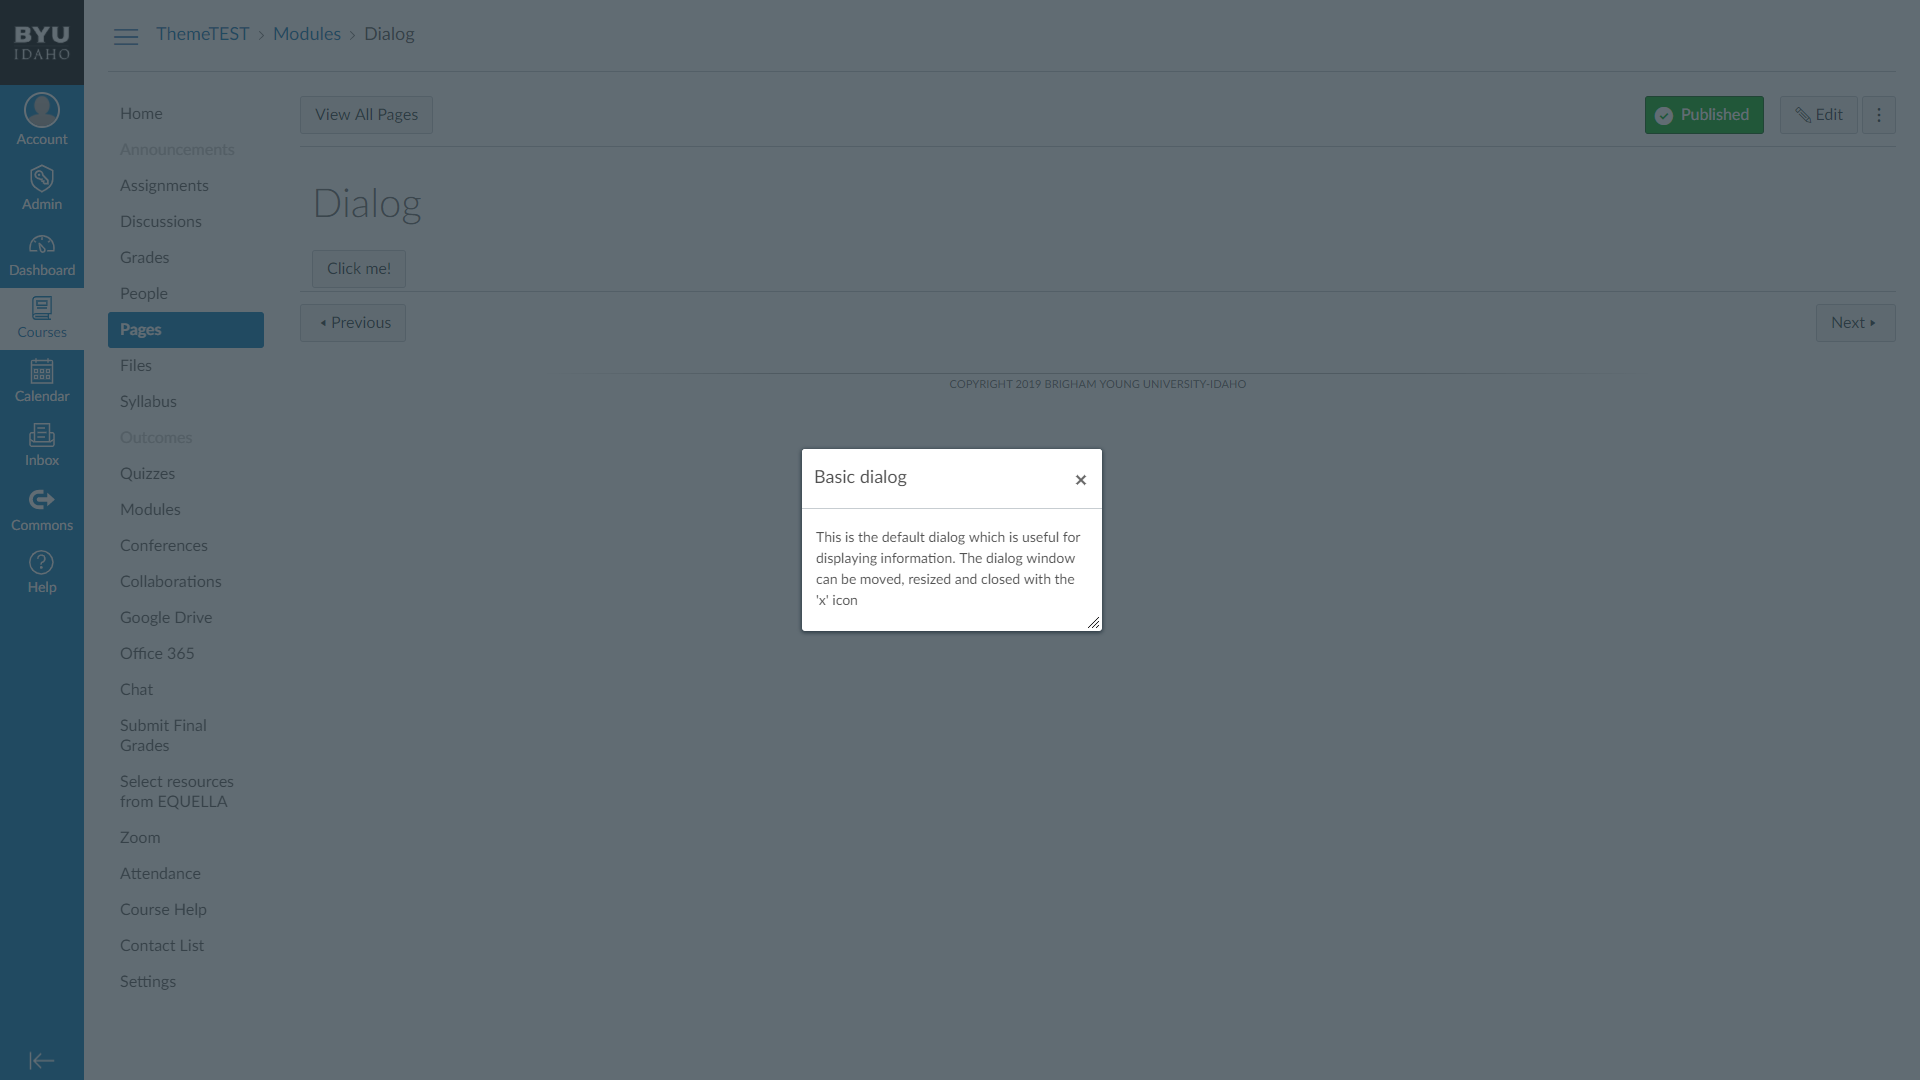 BYU
IDAHO
Account
Admin
Dashboard
Courses
Calendar
Inbox
Commons
Help
ThemeTEST > Modules > Dialog
Home
Announcements
Assignments
Discussions
Grades
People
Pages
Files
Syllabus
Outcomes
Quizzes
Modules
Conferences
Collaborations
Google Drive
Office 365
Chat
Submit Final
Grades
Select resources
from EQUELLA
Zoom
Attendance
Course Help
Contact List
Settings
View All Pages
Published
Edit
Dialog
Click me!
Previous
Next
COPYRIGHT 2019 BRIGHAM YOUNG UNIVERSITY-IDAHO
Basic dialog
×
This is the default dialog which is useful for
displaying information. The dialog window
can be moved, resized and closed with the
'x' icon